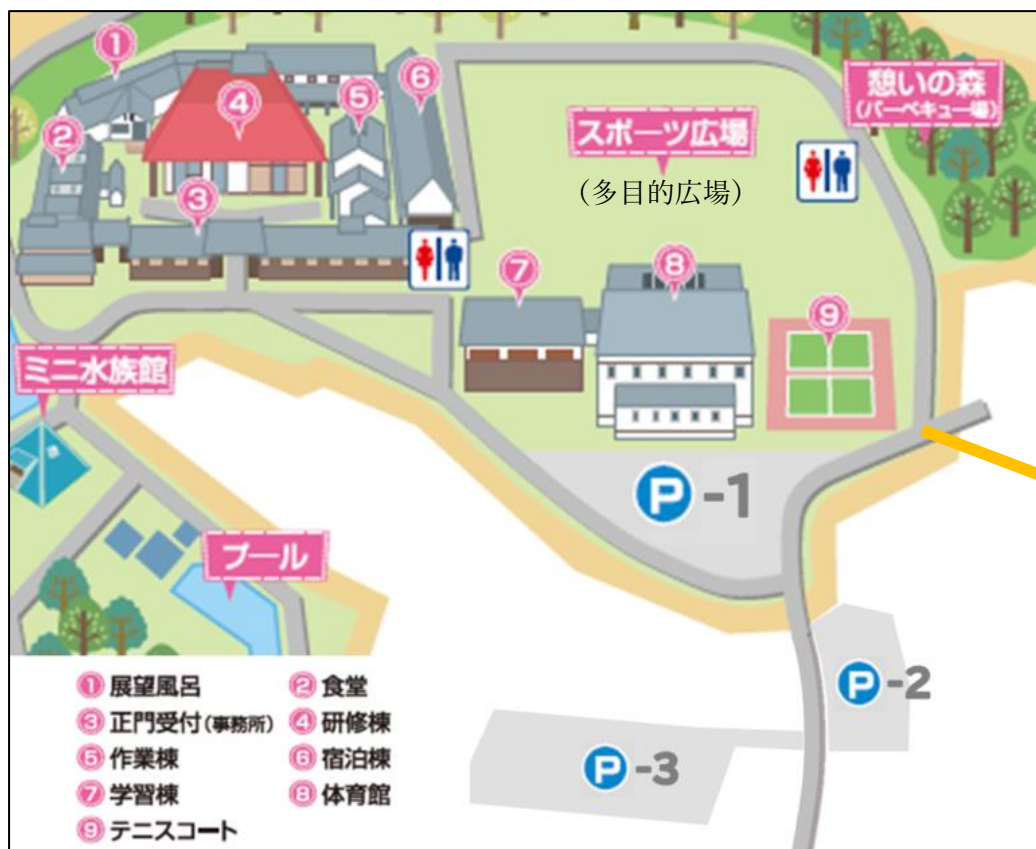 ①
⑥
④
⑤
憩いの森
(バーベキュー場)
②
スポーツ広場
(多目的広場)
③
⑦
⑧
⑨
ミニ水族館
P-1
プール
P-2
P-3
① 展望風呂
② 食堂
③ 正門受付(事務所)
④ 研修棟
⑤ 作業棟
⑥ 宿泊棟
⑦ 学習棟
⑧ 体育館
⑨ テニスコート